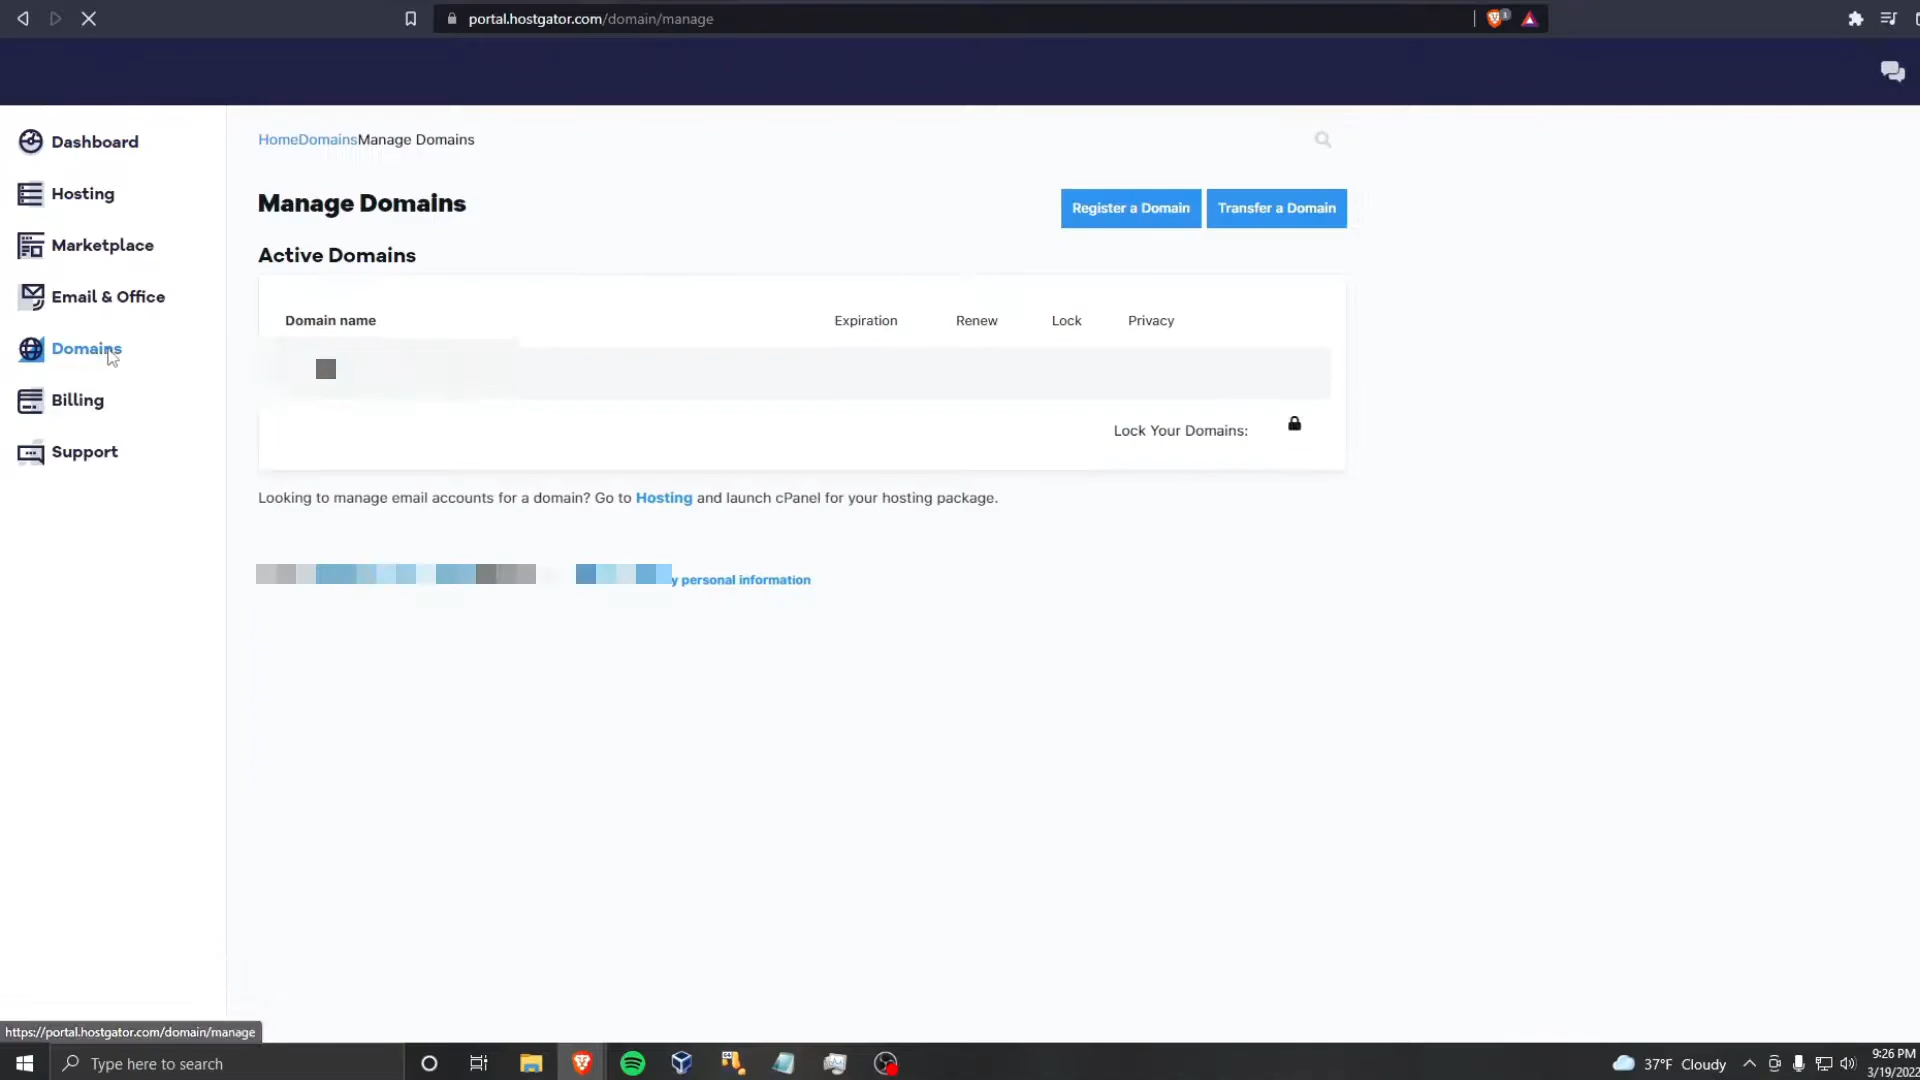 portal.hostgator.com/domain/manage
1
Dashboard
Hosting
Marketplace
Email & Office
Domains
Billing
Support
HomeDomainsManage Domains
Manage Domains
Register a Domain
Transfer a Domain
Active Domains
Domain name Expiration Renew Lock Privacy
Lock Your Domains:
Looking to manage email accounts for a domain? Go to Hosting and launch cPanel for your hosting package.
y personal information
https://portal.hostgator.com/domain/manage
Type here to search
37°F Cloudy
9:26 PM
3/19/2022